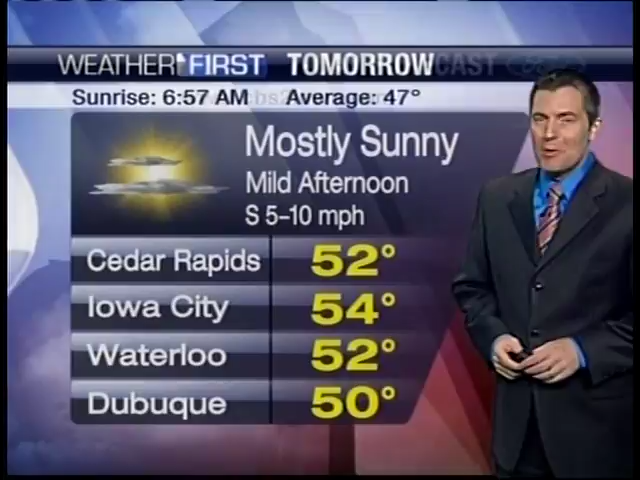 WEATHER FIRST TOMORROWCAST
Sunrise: 6:57 AM Average: 47°
Mostly Sunny
Mild Afternoon
S 5-10 mph
Cedar Rapids 52°
Iowa City 54°
Waterloo 52°
Dubuque 50°